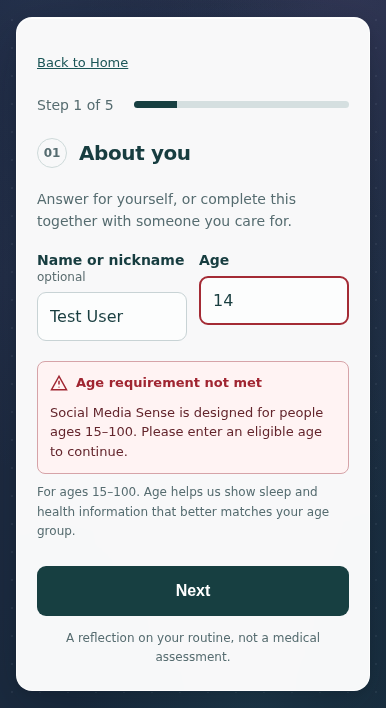 Back to Home
Step 1 of 5
01 About you
Answer for yourself, or complete this
together with someone you care for.
Name or nickname
optional
Test User
Age
14
Age requirement not met
Social Media Sense is designed for people
ages 15–100. Please enter an eligible age
to continue.
For ages 15–100. Age helps us show sleep and
health information that better matches your age
group.
Next
A reflection on your routine, not a medical
assessment.